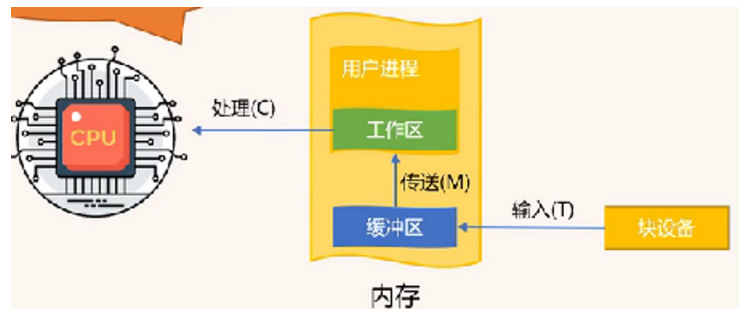 用户进程
处理(C)
CPU
工作区
传送(M)
输入(T)
缓冲区
块设备
内存